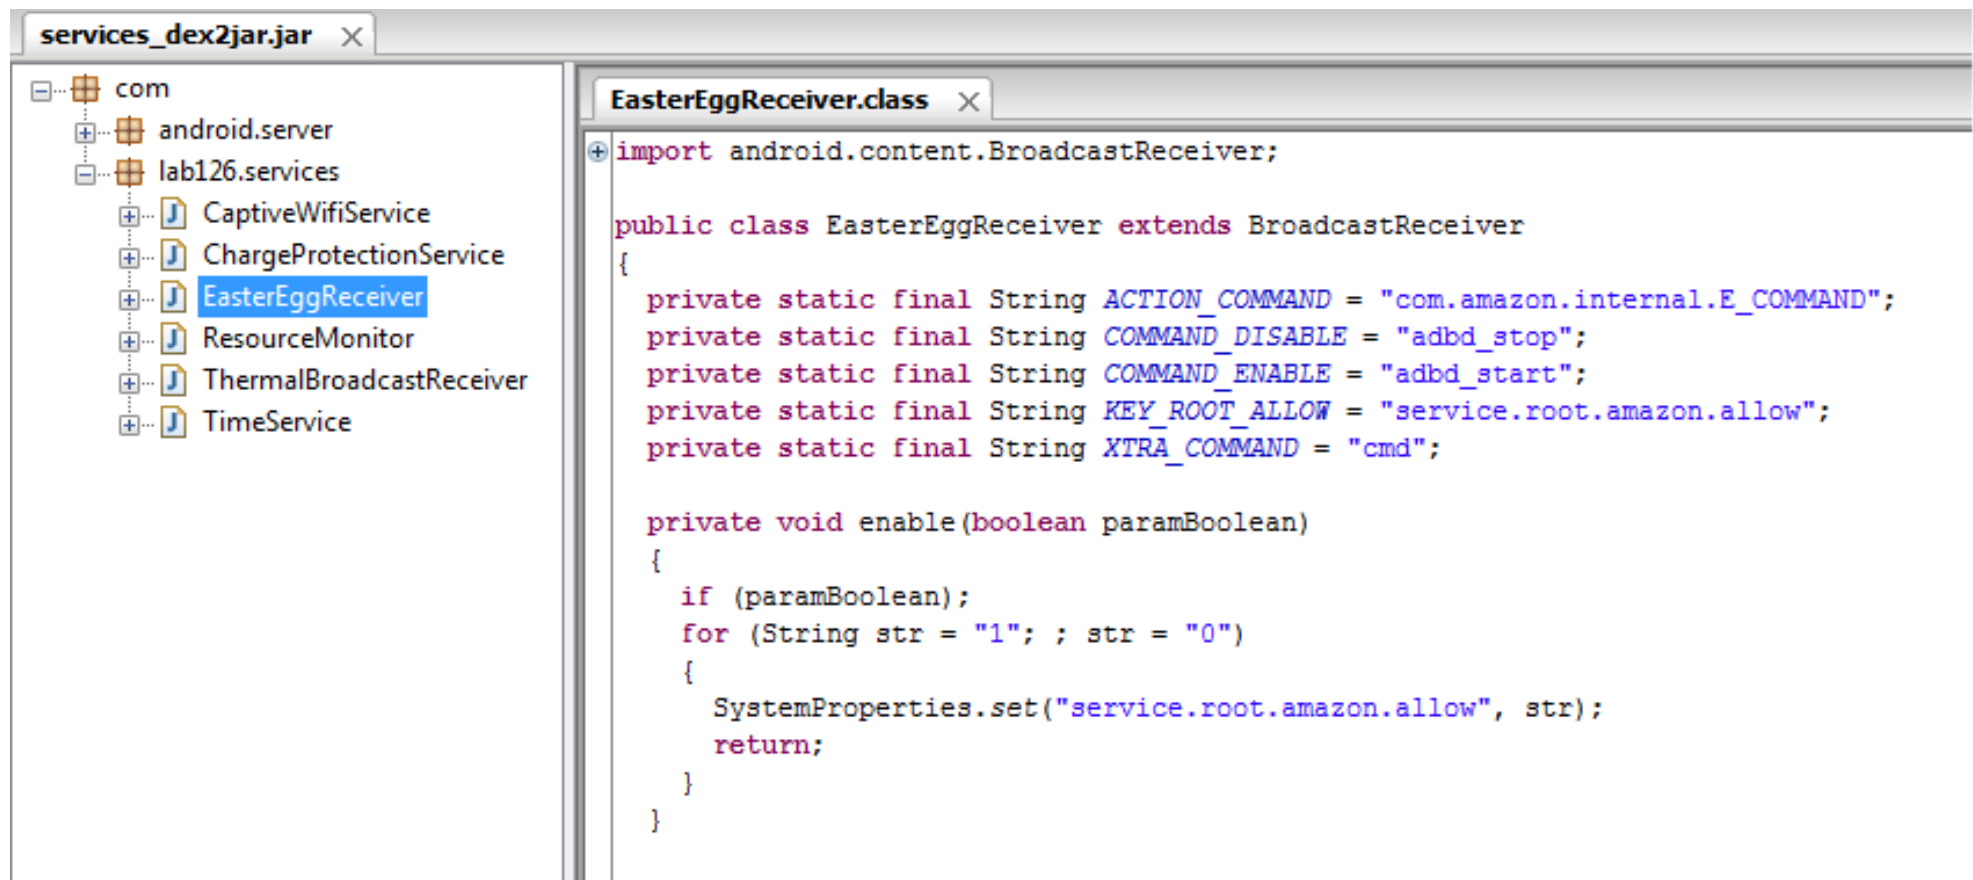 services_dex2jar.jar
com
android.server
lab126.services
CaptiveWifiService
ChargeProtectionService
EasterEggReceiver
ResourceMonitor
ThermalBroadcastReceiver
TimeService
EasterEggReceiver.class
import android.content.BroadcastReceiver;
public class EasterEggReceiver extends BroadcastReceiver
{
private static final String ACTION_COMMAND = "com.amazon.internal.E_COMMAND";
private static final String COMMAND_DISABLE = "adbd_stop";
private static final String COMMAND_ENABLE = "adbd_start";
private static final String KEY_ROOT_ALLOW = "service.root.amazon.allow";
private static final String XTRA_COMMAND = "cmd";
private void enable(boolean paramBoolean)
{
if (paramBoolean);
for (String str = "1"; ; str = "0")
{
SystemProperties.set("service.root.amazon.allow", str);
return;
}
}